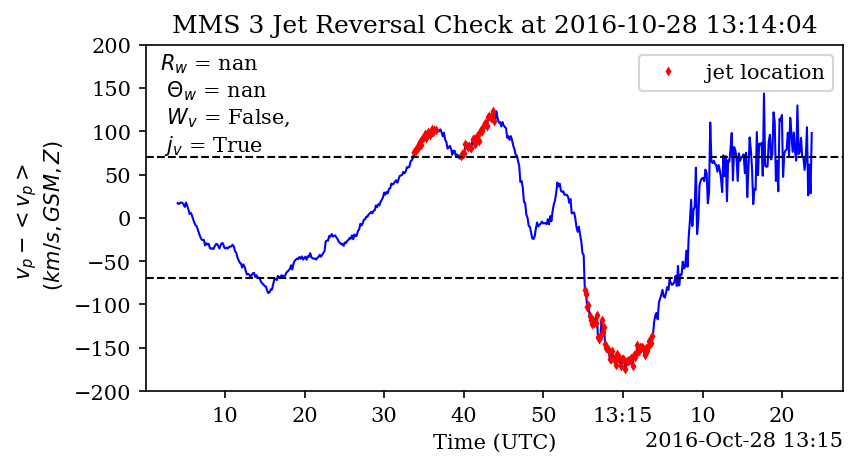 MMS 3 Jet Reversal Check at 2016-10-28 13:14:04
R_w = nan
Θ_w = nan
W_v = False,
j_v = True
jet location
v_p − < v_p >
(km/s, GSM, Z)
200
150
100
50
0
−50
−100
−150
−200
10 20 30 40 50 13:15 10 20
Time (UTC)
2016-Oct-28 13:15